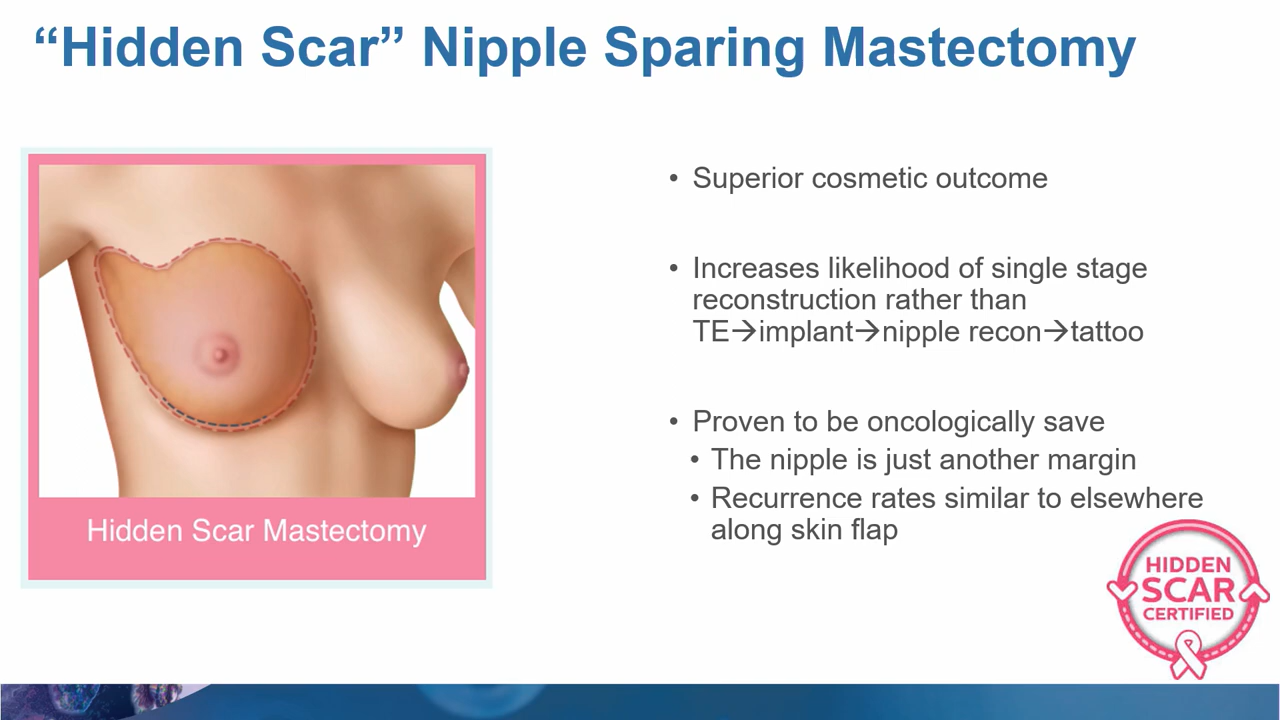 “Hidden Scar” Nipple Sparing Mastectomy
• Superior cosmetic outcome
• Increases likelihood of single stage
reconstruction rather than
TE→implant→nipple recon→tattoo
• Proven to be oncologically save
• The nipple is just another margin
• Recurrence rates similar to elsewhere
along skin flap
Hidden Scar Mastectomy
HIDDEN
SCAR
CERTIFIED